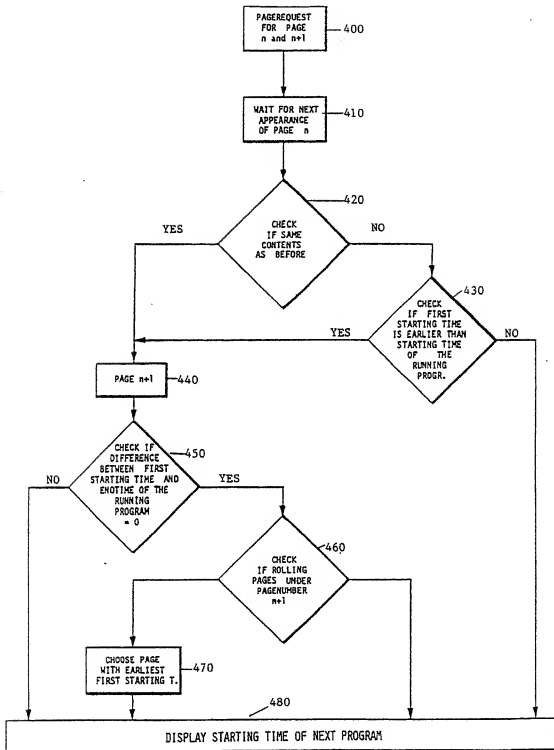 PAGEREQUEST
FOR PAGE
n and n+1
400
WAIT FOR NEXT
APPEARANCE
OF PAGE n
410
420
CHECK
IF SAME
CONTENTS
AS BEFORE
YES
NO
430
CHECK
IF FIRST
STARTING TIME
IS EARLIER THAN
STARTING TIME
OF THE
RUNNING
PROGR.
YES
NO
PAGE n+1
440
450
CHECK IF
DIFFERENCE
BETWEEN FIRST
STARTING TIME AND
ENDTIME OF THE
RUNNING
PROGRAM
= 0
NO
YES
460
CHECK
IF ROLLING
PAGES UNDER
PAGENUMBER
n+1
CHOOSE PAGE
WITH EARLIEST
FIRST STARTING T.
470
480
DISPLAY STARTING TIME OF NEXT PROGRAM